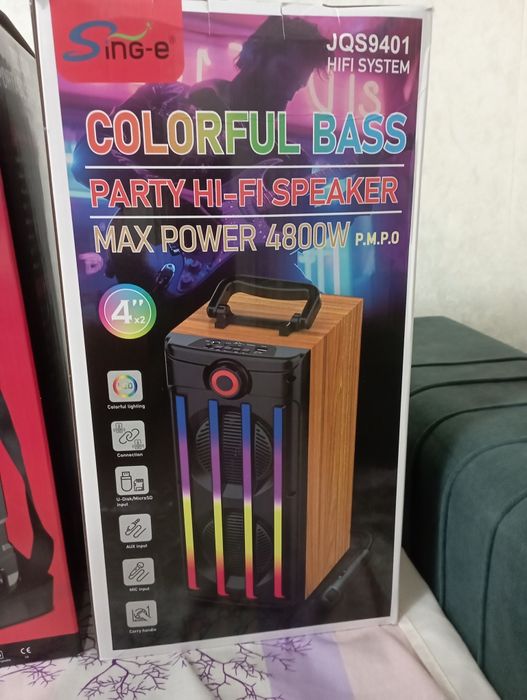 Sing-e®
JQS9401
HIFI SYSTEM
COLORFUL BASS
PARTY HI-FI SPEAKER
MAX POWER 4800W P.M.P.O
4"x2
Colorful lighting
Connection
U-Disk/MicroSD
input
AUX input
MIC input
Carry handle
CE